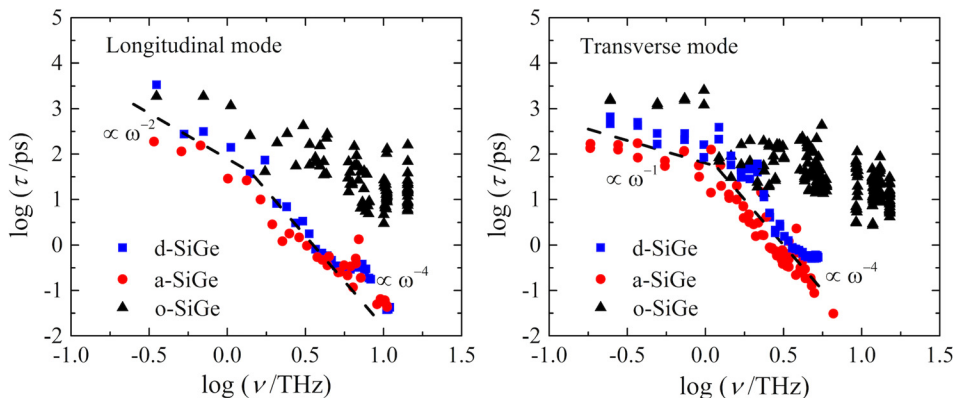 5
4
3
2
1
0
-1
-2
log (τ/ps)
Longitudinal mode
∝ ω⁻²
∝ ω⁻⁴
d-SiGe
a-SiGe
o-SiGe
-1.0 -0.5 0.0 0.5 1.0 1.5
log (ν/THz)
5
4
3
2
1
0
-1
-2
log (τ/ps)
Transverse mode
∝ ω⁻¹
∝ ω⁻⁴
d-SiGe
a-SiGe
o-SiGe
-1.0 -0.5 0.0 0.5 1.0 1.5
log (ν/THz)